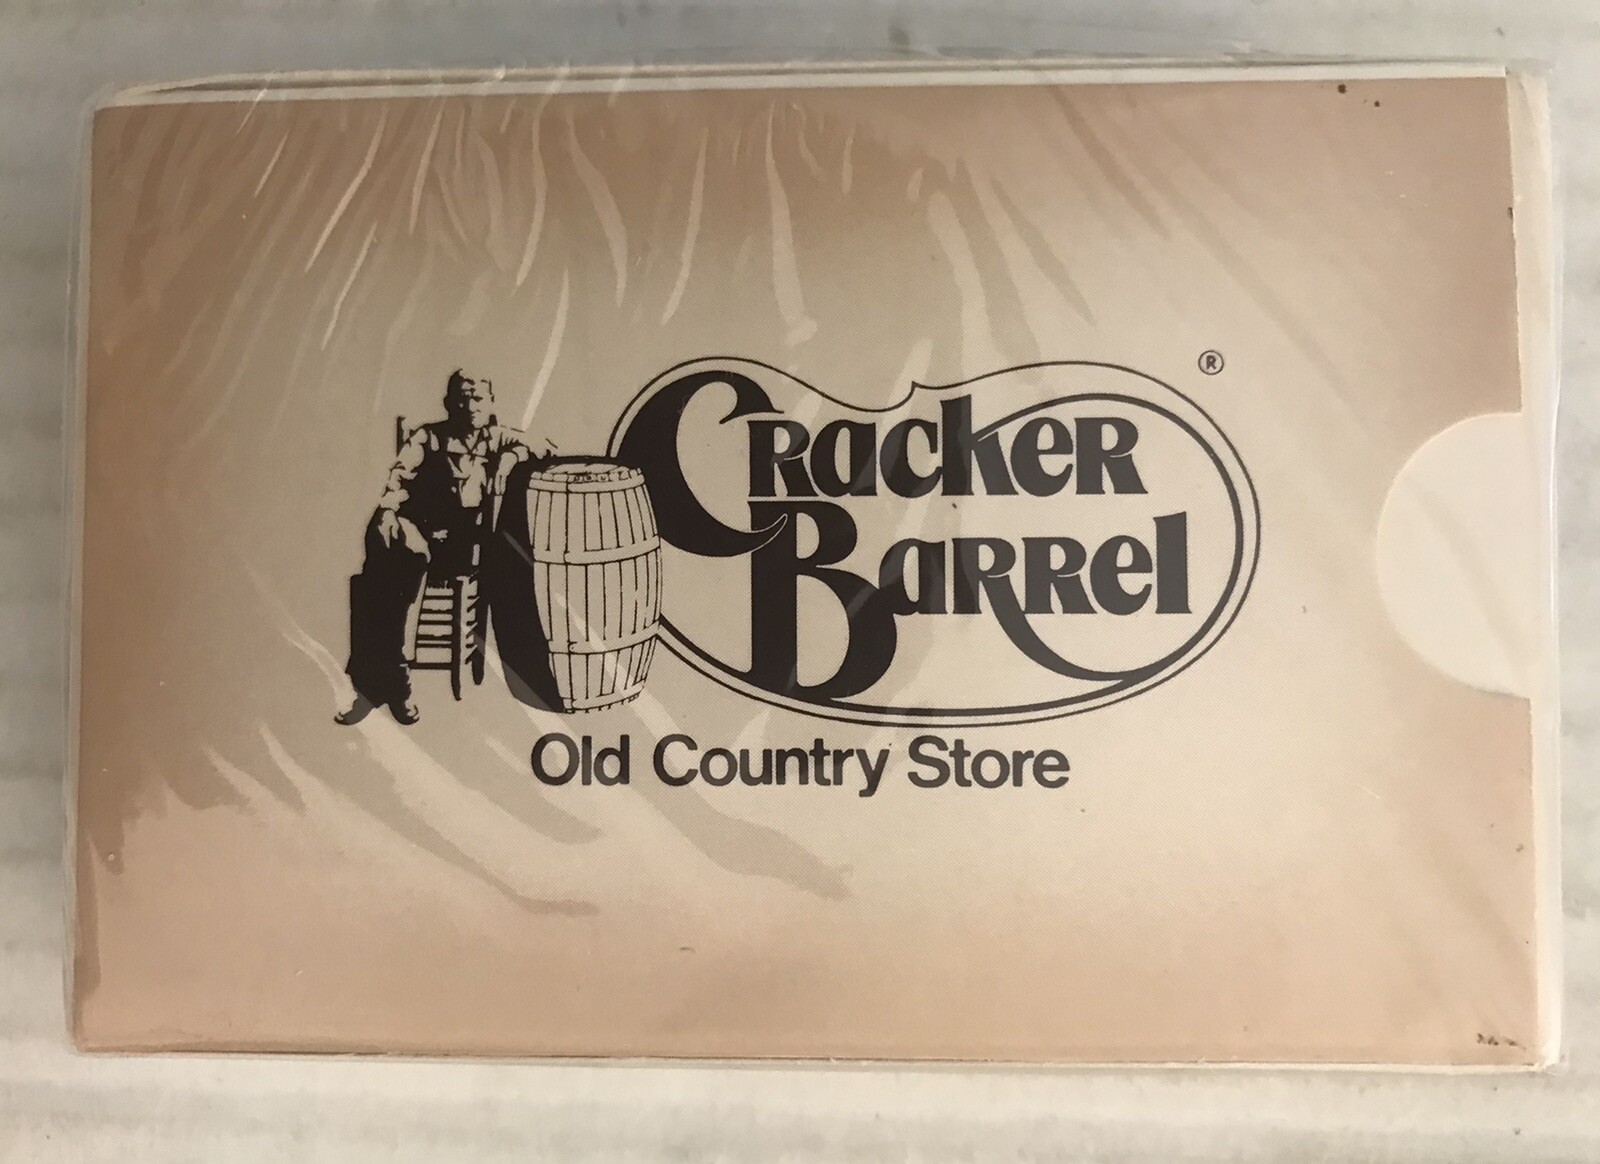 Cracker
Barrel
®
Old Country Store